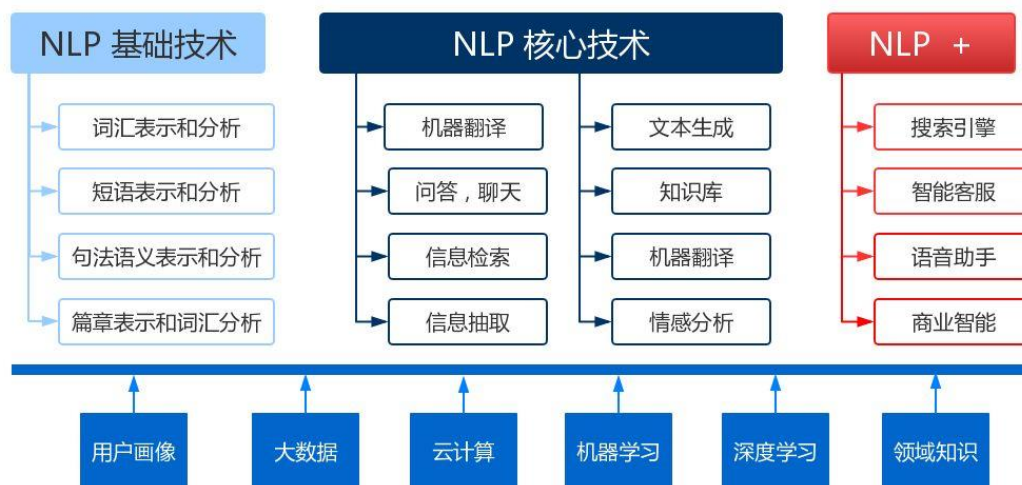 NLP 基础技术
NLP 核心技术
NLP +
词汇表示和分析
短语表示和分析
句法语义表示和分析
篇章表示和词汇分析
机器翻译
问答，聊天
信息检索
信息抽取
文本生成
知识库
机器翻译
情感分析
搜索引擎
智能客服
语音助手
商业智能
用户画像
大数据
云计算
机器学习
深度学习
领域知识